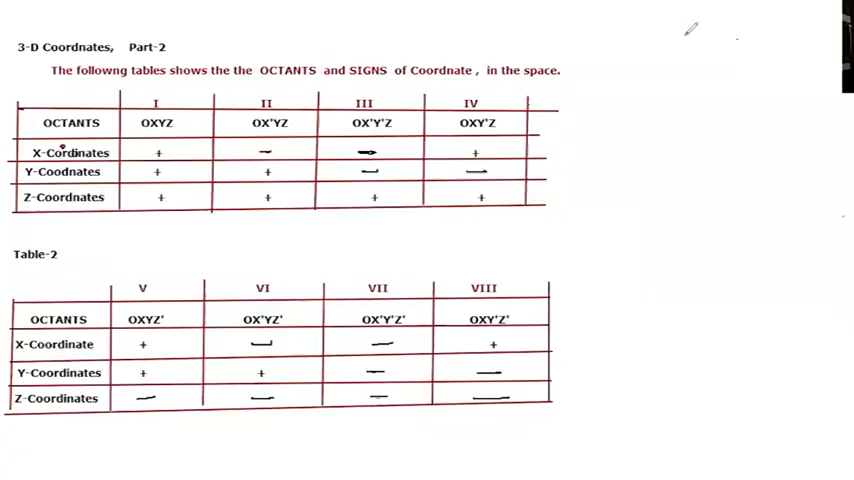 3-D Coordnates, Part-2
The followng tables shows the the OCTANTS and SIGNS of Coordnate , in the space.
I II III IV
OCTANTS OXYZ OX'YZ OX'Y'Z OXY'Z
X-Cordinates + − − +
Y-Coodnates + + − −
Z-Coordnates + + + +
Table-2
V VI VII VIII
OCTANTS OXYZ' OX'YZ' OX'Y'Z' OXY'Z'
X-Coordinate + − − +
Y-Coordinates + + − −
Z-Coordinates − − − −